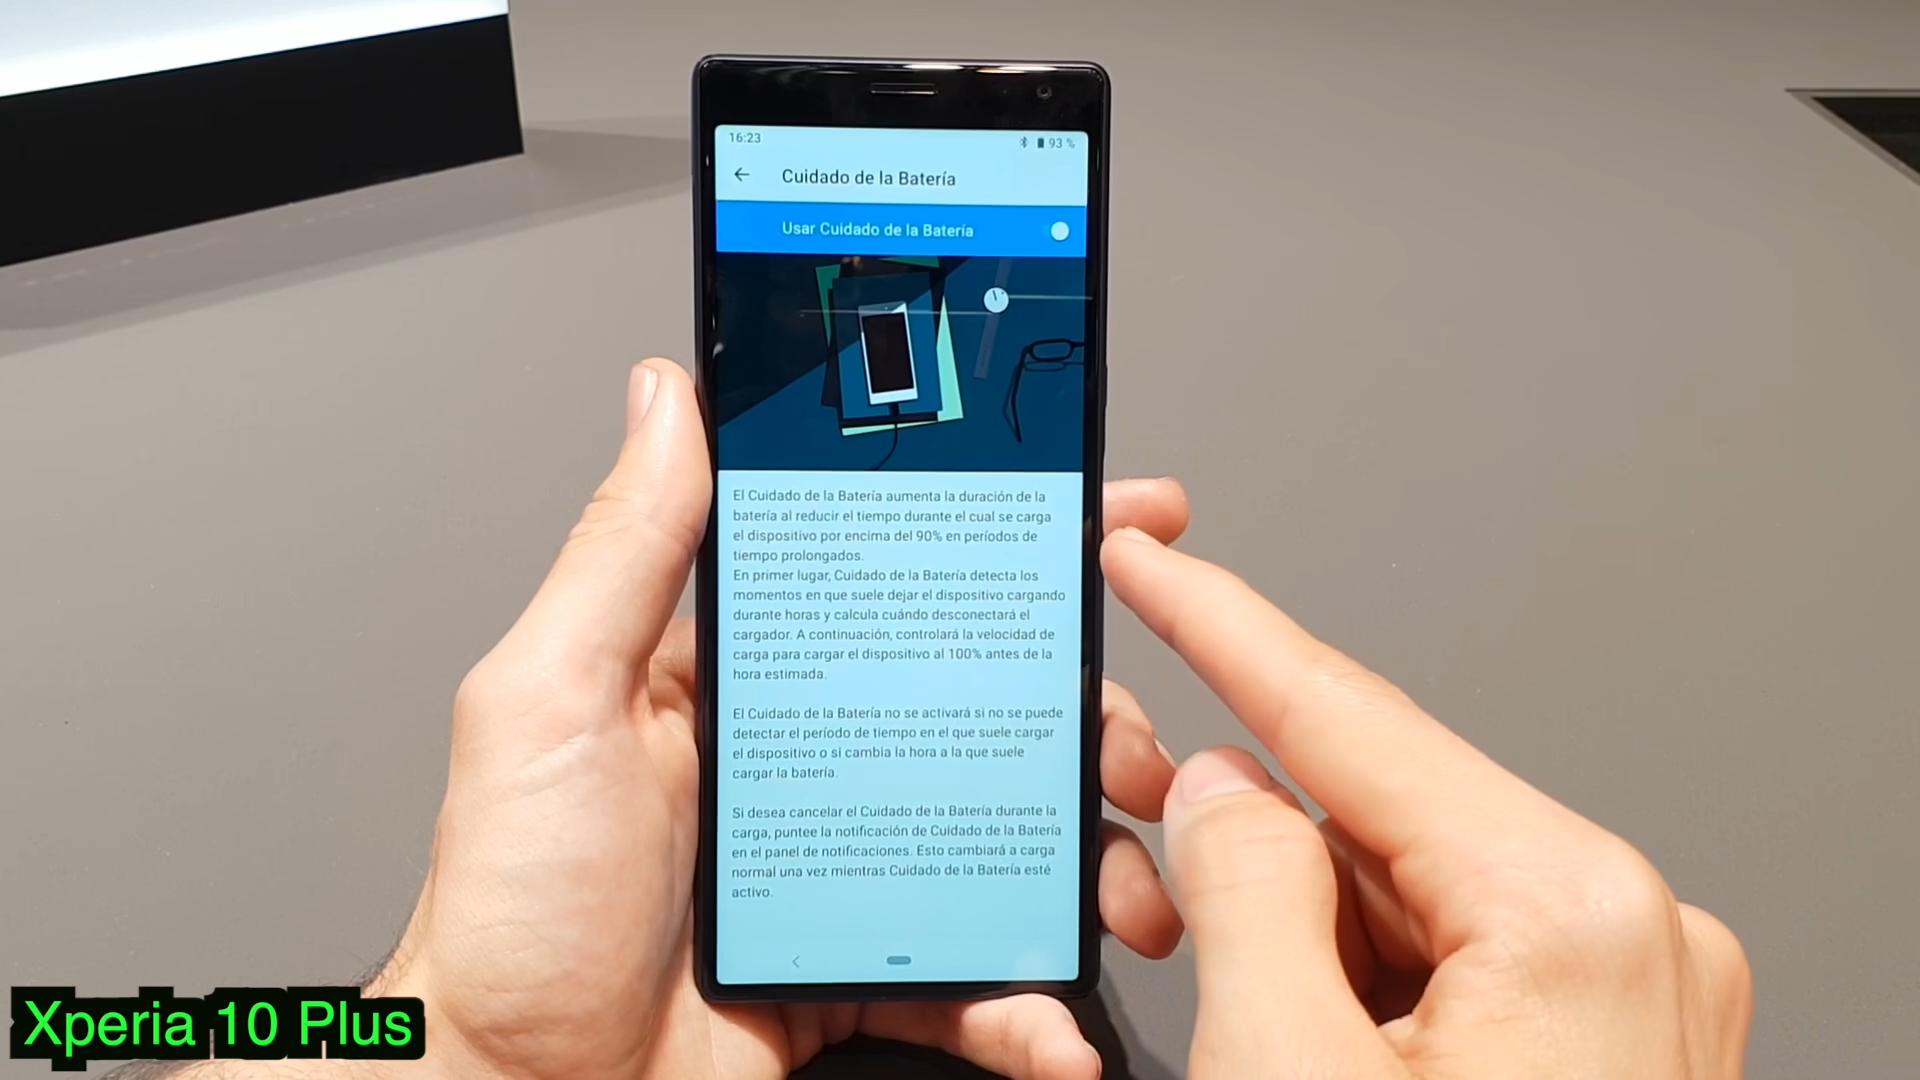 16:23
93 %
Cuidado de la Batería
Usar Cuidado de la Batería
El Cuidado de la Batería aumenta la duración de la
batería al reducir el tiempo durante el cual se carga
el dispositivo por encima del 90% en períodos de
tiempo prolongados.
En primer lugar, Cuidado de la Batería detecta los
momentos en que suele dejar el dispositivo cargando
durante horas y calcula cuándo desconectará el
cargador. A continuación, controlará la velocidad de
carga para cargar el dispositivo al 100% antes de la
hora estimada.
El Cuidado de la Batería no se activará si no se puede
detectar el período de tiempo en el que suele cargar
el dispositivo o si cambia la hora a la que suele
cargar la batería.
Si desea cancelar el Cuidado de la Batería durante la
carga, puntee la notificación de Cuidado de la Batería
en el panel de notificaciones. Esto cambiará a carga
normal una vez mientras Cuidado de la Batería esté
activo.
Xperia 10 Plus